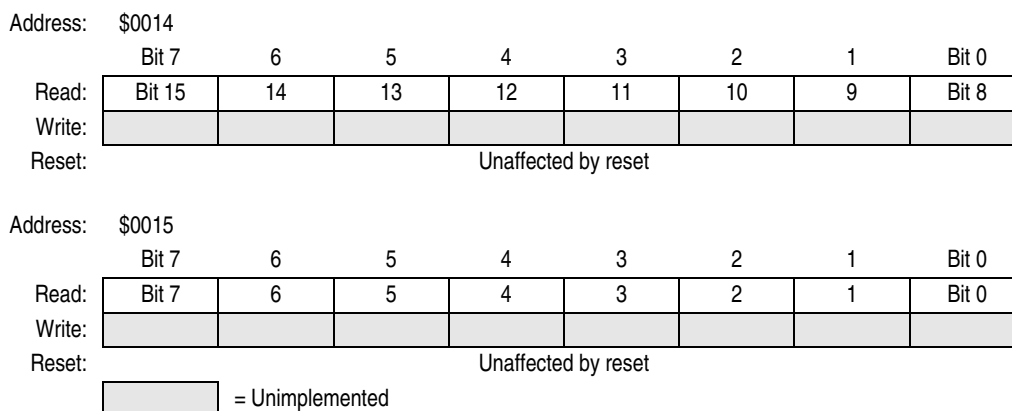 Address: $0014
Bit 7 6 5 4 3 2 1 Bit 0
Read: Bit 15 14 13 12 11 10 9 Bit 8
Write:
Reset: Unaffected by reset
Address: $0015
Bit 7 6 5 4 3 2 1 Bit 0
Read: Bit 7 6 5 4 3 2 1 Bit 0
Write:
Reset: Unaffected by reset
= Unimplemented